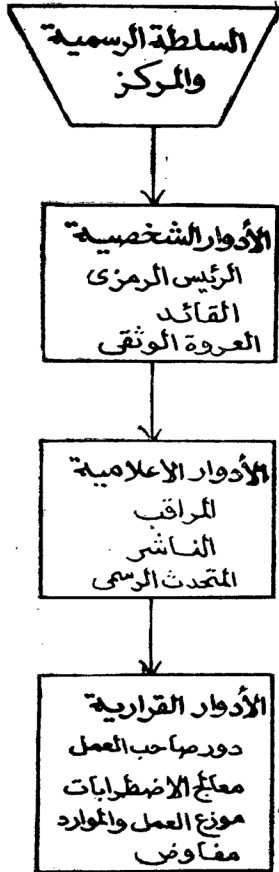 السلطة الرسمية
والمركز
الأدوار الشخصية
الرئيس الرمزى
القائد
العروة الوثقى
الأدوار الاعلامية
المراقب
الناشر
المتحدث الرسمى
الأدوار القرارية
دور صاحب العمل
معالج الاضطرابات
موزع العمل والموارد
مفاوض